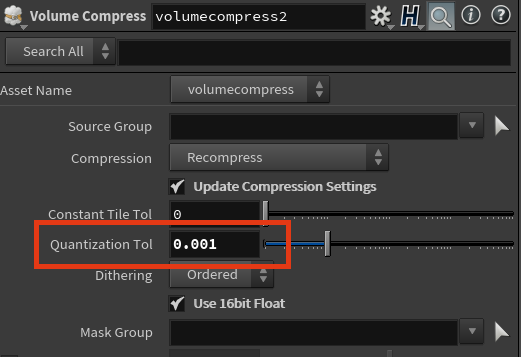 Volume Compress volumecompress2
Search All
Asset Name volumecompress
Source Group
Compression Recompress
Update Compression Settings
Constant Tile Tol 0
Quantization Tol 0.001
Dithering Ordered
Use 16bit Float
Mask Group